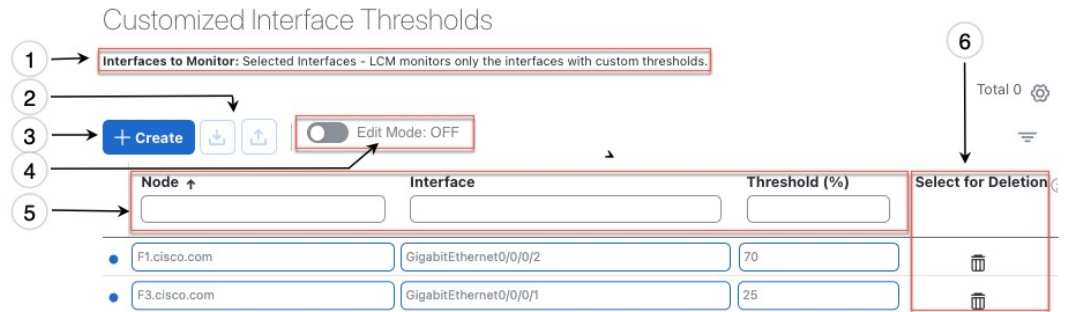 Customized Interface Thresholds
6
1
Interfaces to Monitor: Selected Interfaces - LCM monitors only the interfaces with custom thresholds.
2
Total 0
3
+ Create
Edit Mode: OFF
4
Node ↑ Interface Threshold (%) Select for Deletion
5
F1.cisco.com GigabitEthernet0/0/0/2 70
F3.cisco.com GigabitEthernet0/0/0/1 25